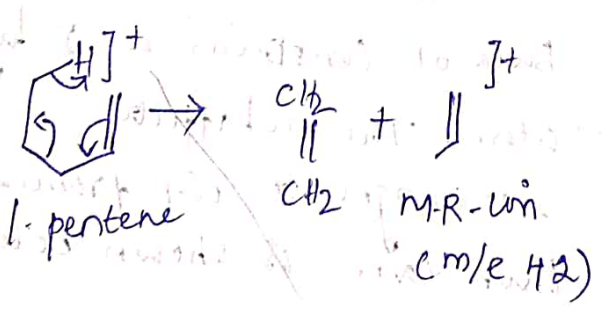 H]+ → CH2 = CH2 + ]+
1- pentene
M.R-ion
(m/e 42)